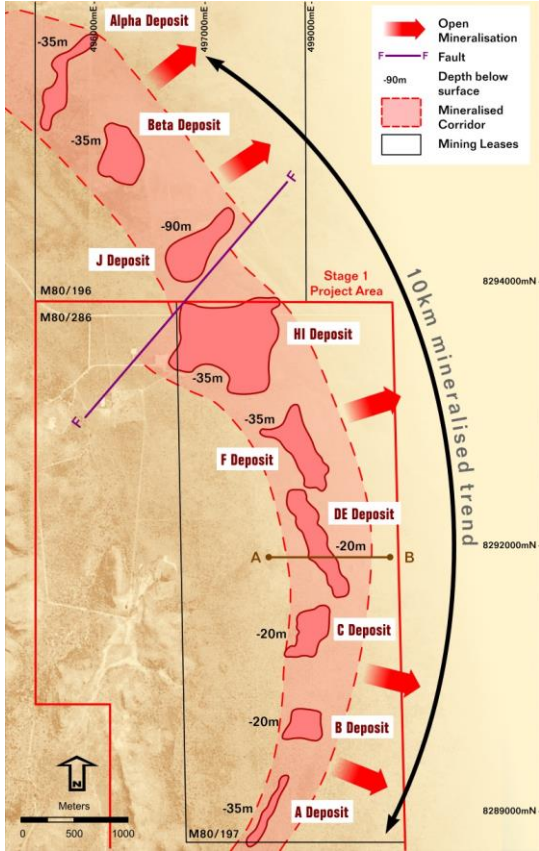 Alpha Deposit
-35m
496000mE
497000mE
499000mE
Open
Mineralisation
F
F
Fault
-90m
Depth below
surface
Mineralised
Corridor
Mining Leases
Beta Deposit
-35m
F
-90m
J Deposit
M80/196
Stage 1
Project Area
8294000mN
M80/286
HI Deposit
-35m
10km mineralised trend
-35m
F
F Deposit
DE Deposit
-20m
8292000mN
A
B
C Deposit
-20m
-20m
B Deposit
N
Meters
-35m
A Deposit
8289000mN
0
500
1000
M80/197